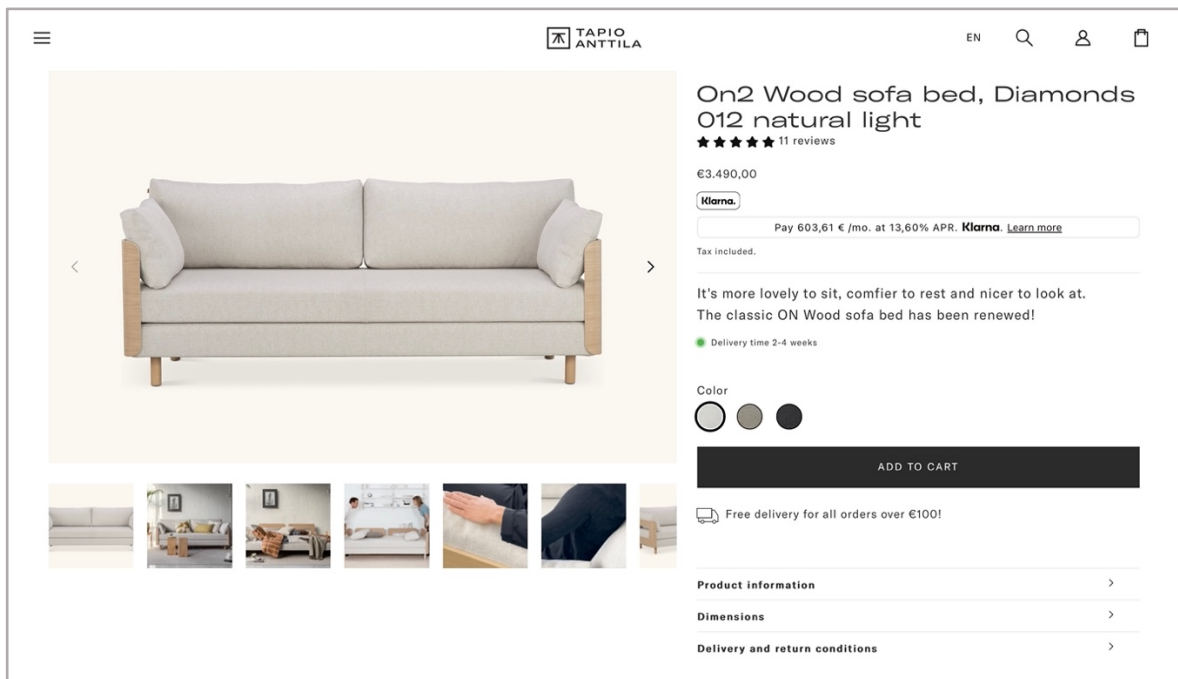 TAPIO
ANTTILA
EN
On2 Wood sofa bed, Diamonds
012 natural light
11 reviews
€3.490,00
Klarna.
Pay 603,61 € /mo. at 13,60% APR. Klarna. Learn more
Tax included.
It's more lovely to sit, comfier to rest and nicer to look at.
The classic ON Wood sofa bed has been renewed!
Delivery time 2-4 weeks
Color
ADD TO CART
Free delivery for all orders over €100!
Product information
Dimensions
Delivery and return conditions